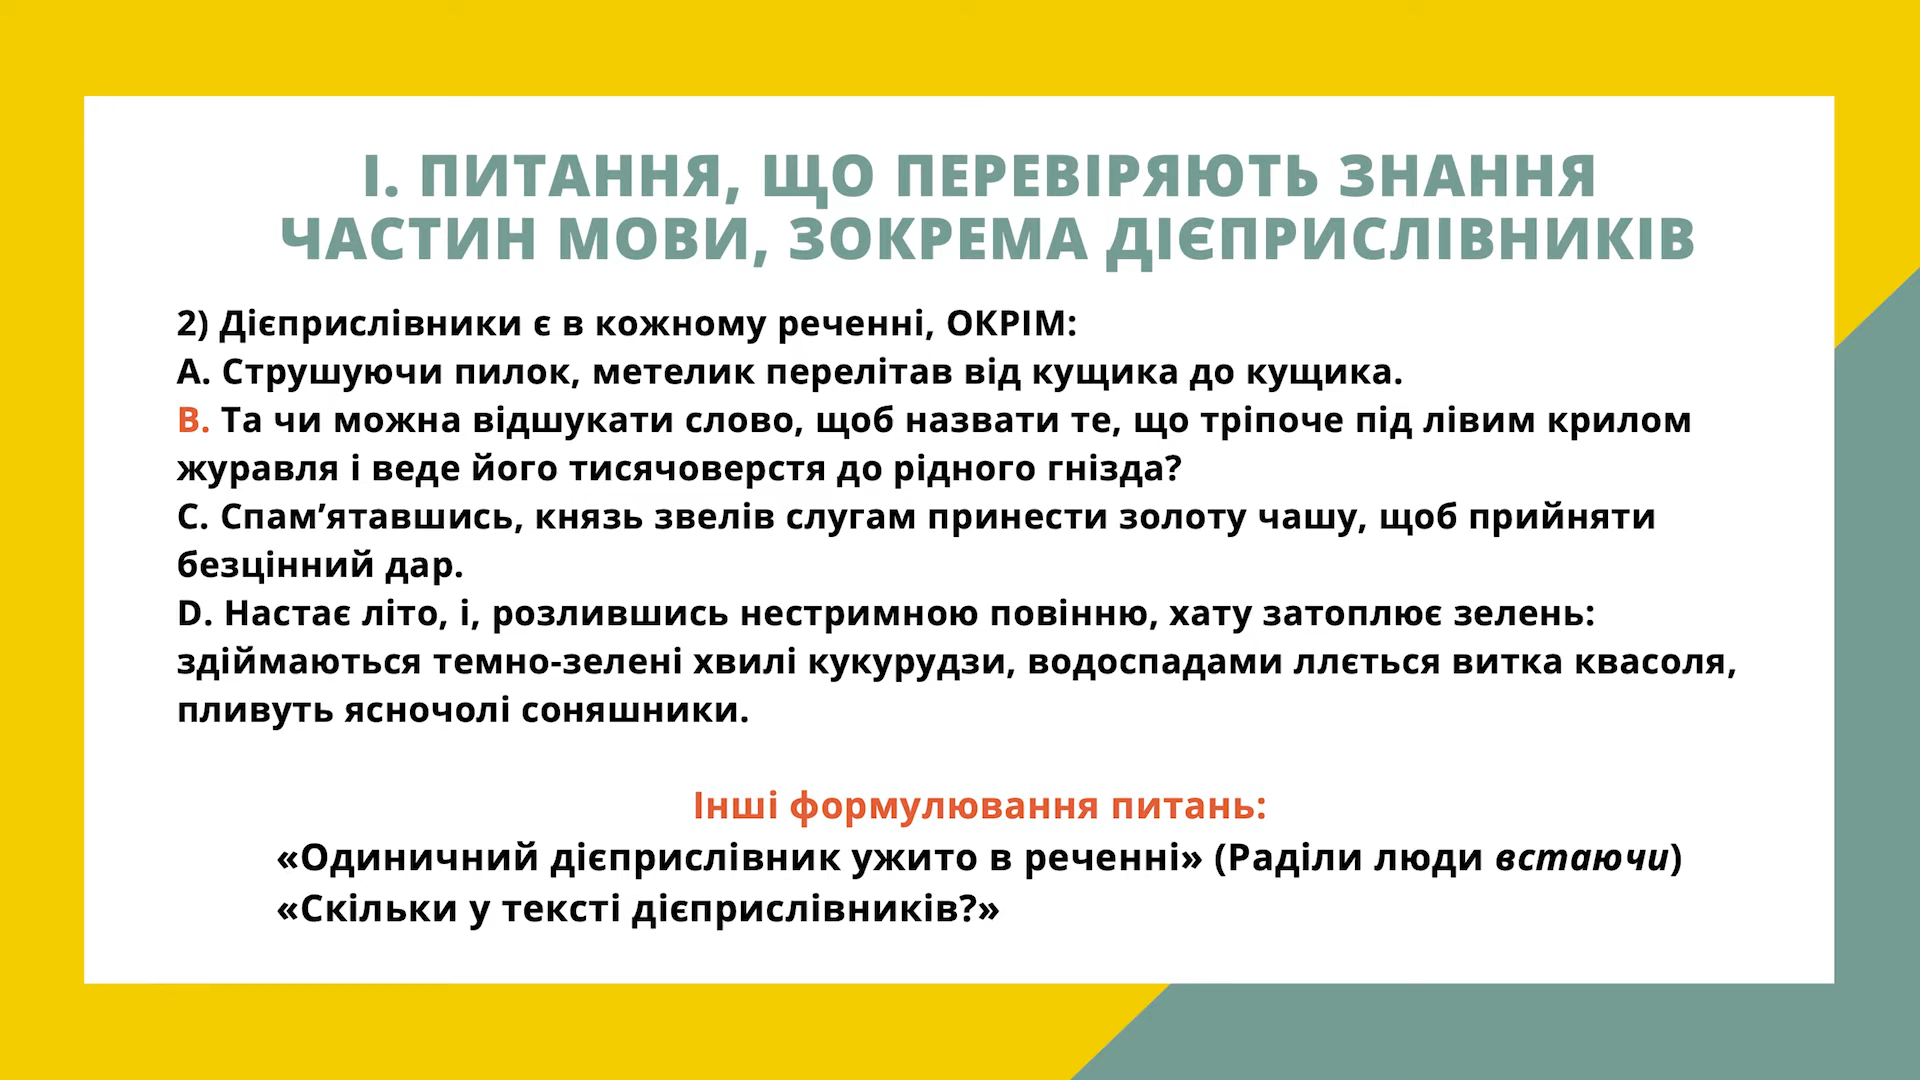 І. ПИТАННЯ, ЩО ПЕРЕВІРЯЮТЬ ЗНАННЯ
ЧАСТИН МОВИ, ЗОКРЕМА ДІЄПРИСЛІВНИКІВ
2) Дієприслівники є в кожному реченні, ОКРІМ:
A. Струшуючи пилок, метелик перелітав від кущика до кущика.
B. Та чи можна відшукати слово, щоб назвати те, що тріпоче під лівим крилом
журавля і веде його тисячоверстя до рідного гнізда?
C. Спам’ятавшись, князь звелів слугам принести золоту чашу, щоб прийняти
безцінний дар.
D. Настає літо, і, розлившись нестримною повінню, хату затоплює зелень:
здіймаються темно-зелені хвилі кукурудзи, водоспадами ллється витка квасоля,
пливуть ясночолі соняшники.
Інші формулювання питань:
«Одиничний дієприслівник ужито в реченні» (Раділи люди встаючи)
«Скільки у тексті дієприслівників?»